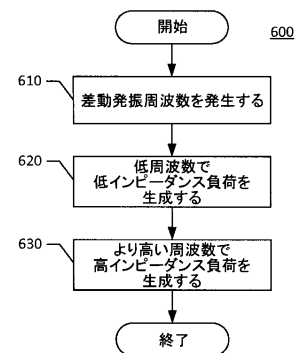 開始
600
610
差動発振周波数を発生する
620
低周波数で
低インピーダンス負荷を
生成する
630
より高い周波数で
高インピーダンス負荷を
生成する
終了